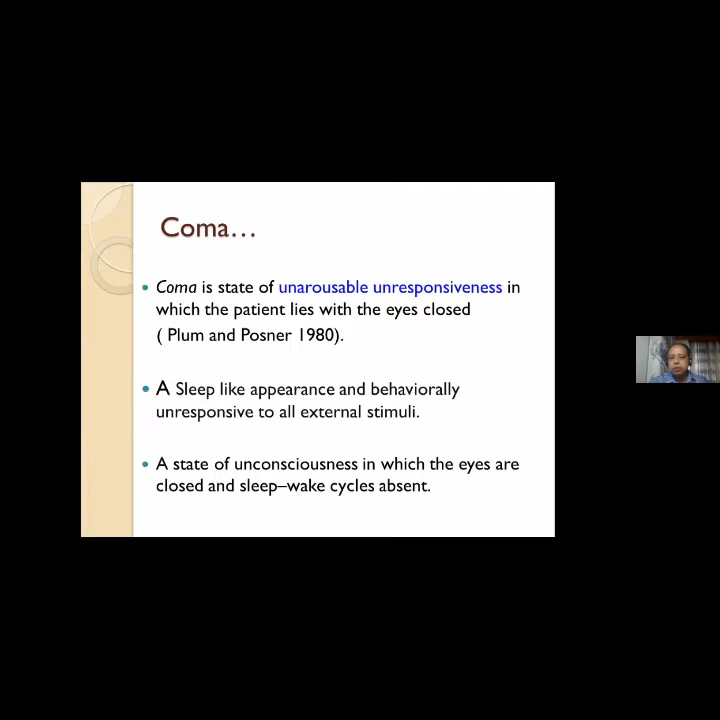 Coma…
• Coma is state of unarousable unresponsiveness in
which the patient lies with the eyes closed
( Plum and Posner 1980).
• A Sleep like appearance and behaviorally
unresponsive to all external stimuli.
• A state of unconsciousness in which the eyes are
closed and sleep–wake cycles absent.